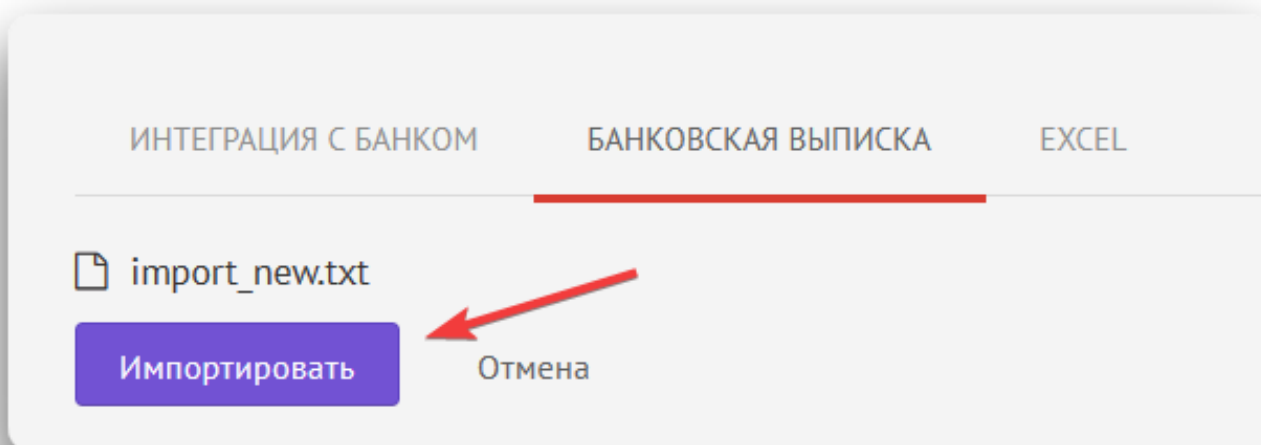 ИНТЕГРАЦИЯ С БАНКОМ БАНКОВСКАЯ ВЫПИСКА EXCEL
import_new.txt
Импортировать Отмена